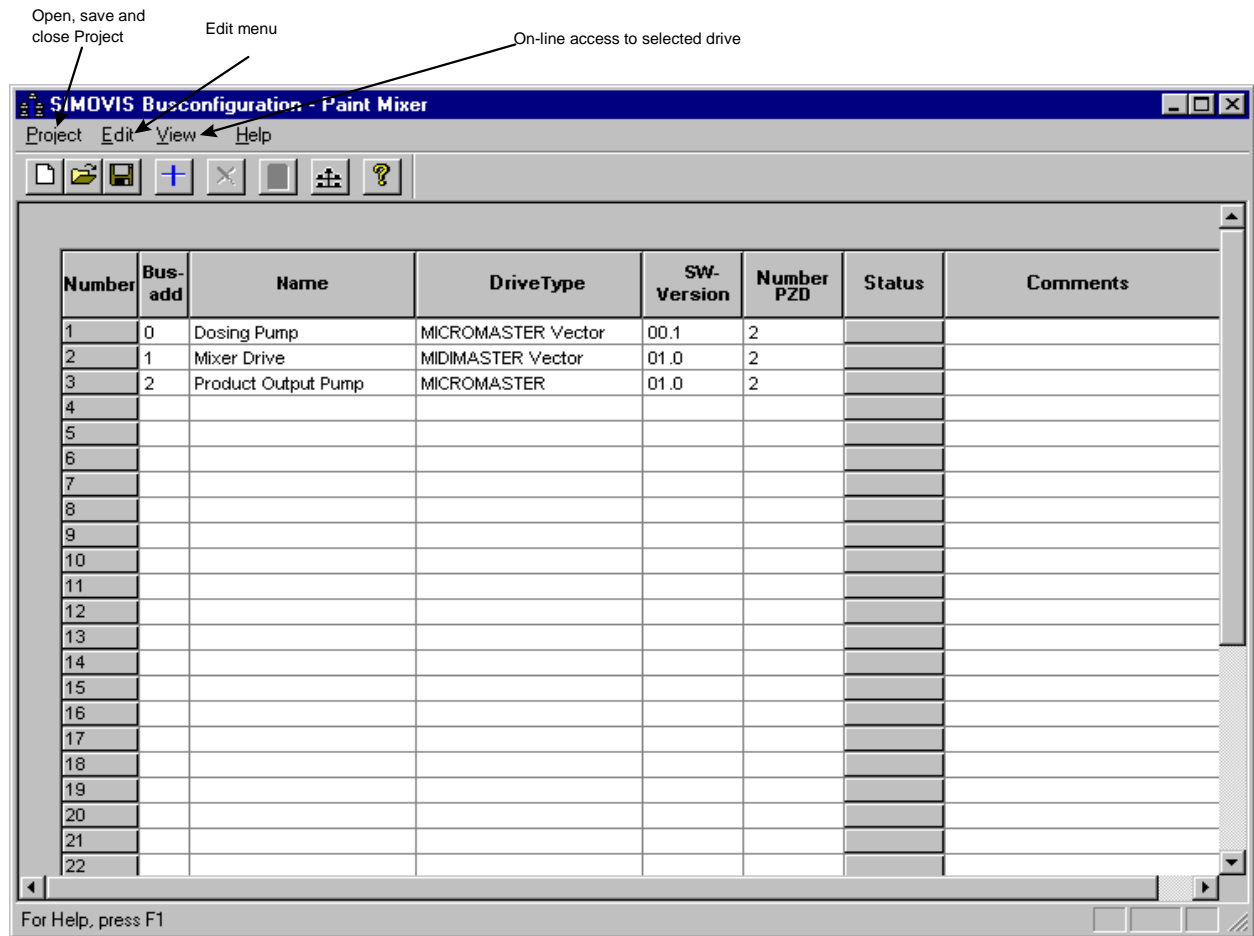 Open, save and
close Project
Edit menu
On-line access to selected drive
SIMOVIS Busconfiguration - Paint Mixer
Project Edit View Help
Number Bus-add Name DriveType SW-Version Number PZD Status Comments
1 0 Dosing Pump MICROMASTER Vector 00.1 2
2 1 Mixer Drive MIDIMASTER Vector 01.0 2
3 2 Product Output Pump MICROMASTER 01.0 2
4
5
6
7
8
9
10
11
12
13
14
15
16
17
18
19
20
21
22
For Help, press F1